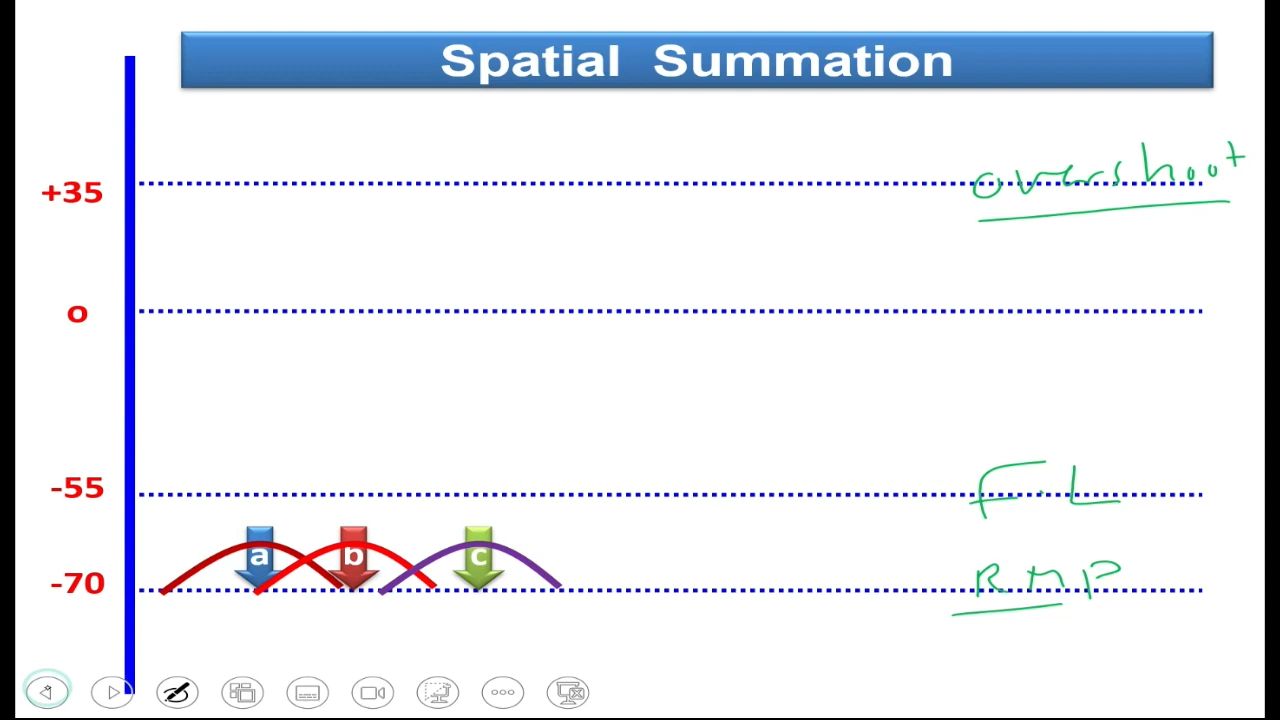 Spatial Summation
+35
overshoot
0
-55
F.L
a b c
-70
RMP